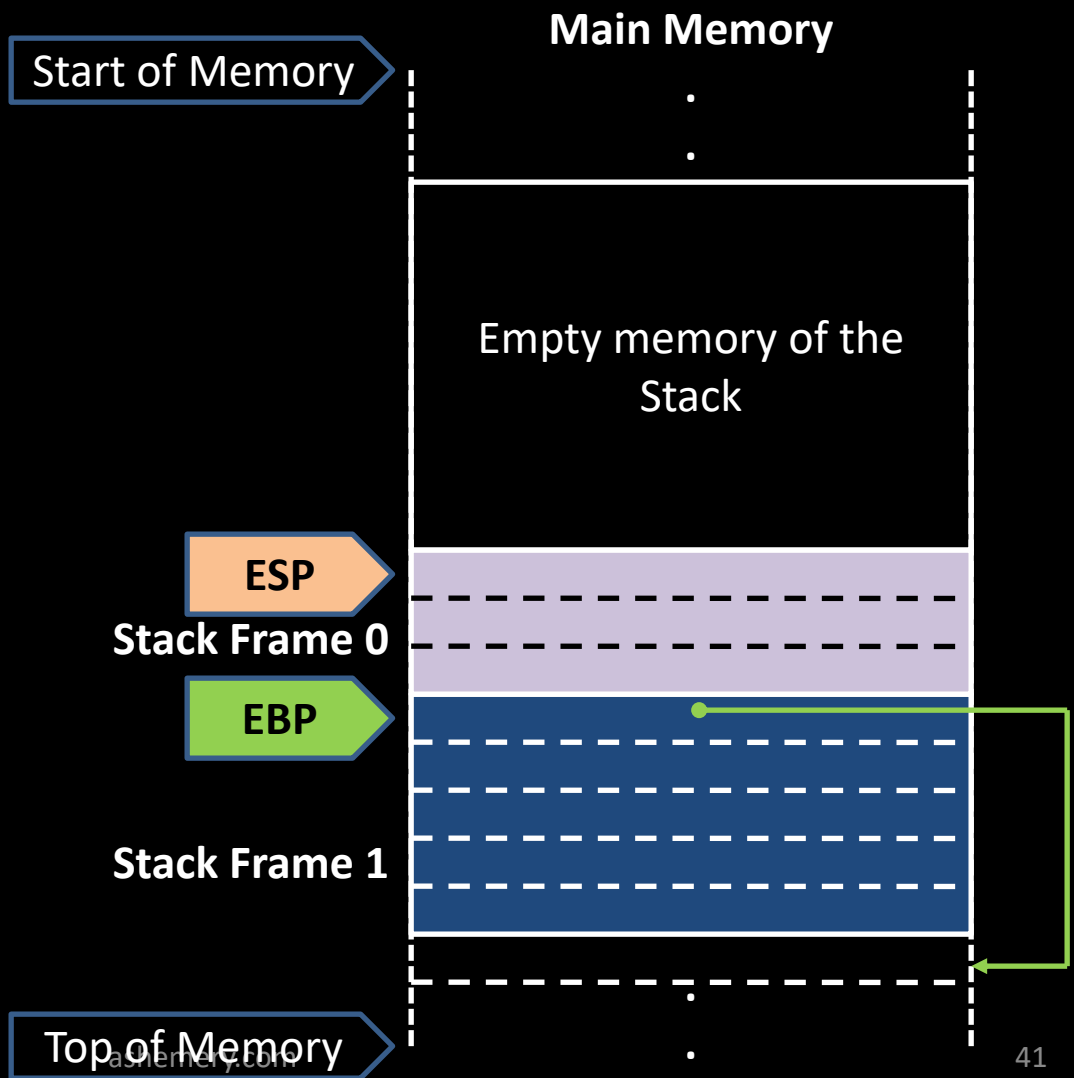 Main Memory
Start of Memory
.
.
Empty memory of the
Stack
ESP
Stack Frame 0
EBP
Stack Frame 1
.
Top of Memory
.
ashemery.com
41